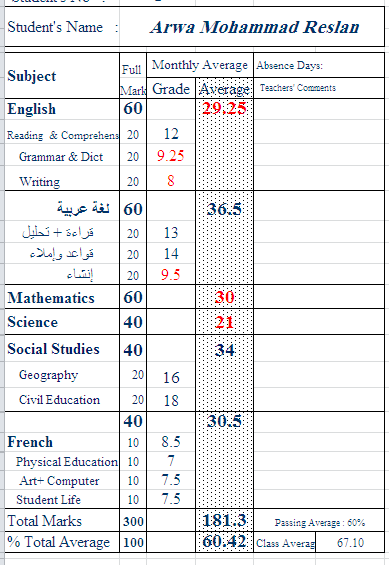 Student's Name : Arwa Mohammad Reslan
Subject Full Mark Monthly Average Absence Days:
Grade Average Teachers' Comments
English 60 29.25
Reading & Comprehens 20 12
Grammar & Dict 20 9.25
Writing 20 8
لغة عربية 60 36.5
قراءة + تحليل 20 13
قواعد وإملاء 20 14
إنشاء 20 9.5
Mathematics 60 30
Science 40 21
Social Studies 40 34
Geography 20 16
Civil Education 20 18
40 30.5
French 10 8.5
Physical Education 10 7
Art+ Computer 10 7.5
Student Life 10 7.5
Total Marks 300 181.3 Passing Average : 60%
% Total Average 100 60.42 Class Averag 67.10